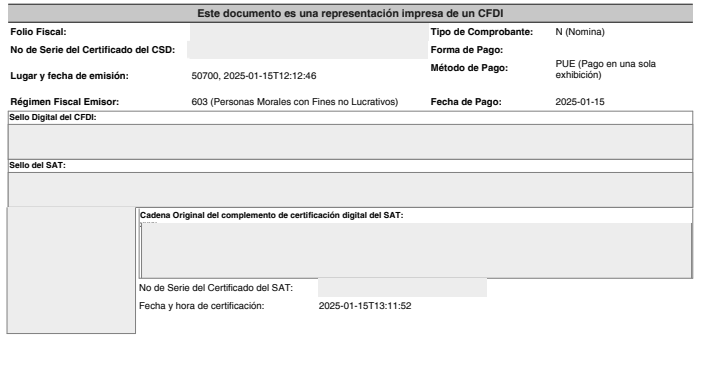 Este documento es una representación impresa de un CFDI
Folio Fiscal:
Tipo de Comprobante: N (Nomina)
No de Serie del Certificado del CSD:
Forma de Pago:
Lugar y fecha de emisión: 50700, 2025-01-15T12:12:46
Método de Pago: PUE (Pago en una sola
exhibición)
Régimen Fiscal Emisor: 603 (Personas Morales con Fines no Lucrativos)
Fecha de Pago: 2025-01-15
Sello Digital del CFDI:
Sello del SAT:
Cadena Original del complemento de certificación digital del SAT:
No de Serie del Certificado del SAT:
Fecha y hora de certificación: 2025-01-15T13:11:52